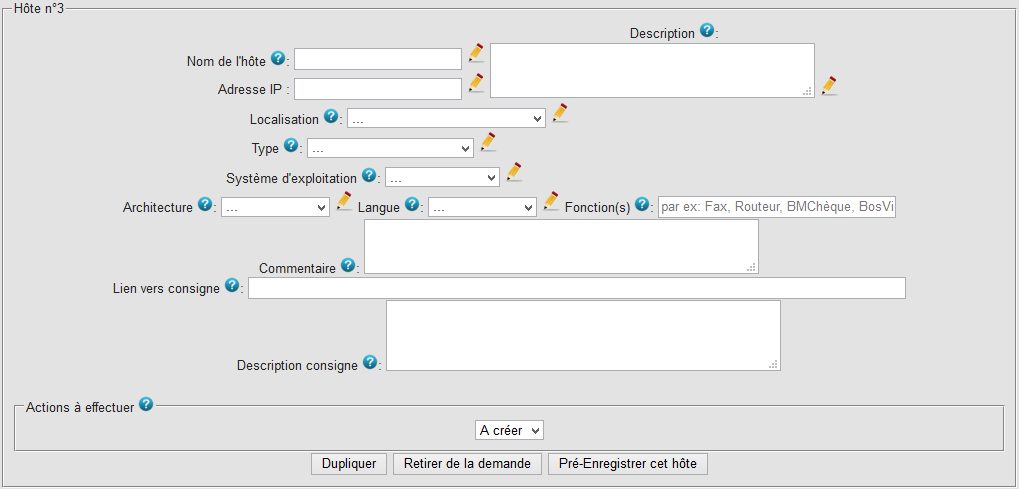 Hôte n°3
Description ? :
Nom de l'hôte ? :
Adresse IP :
Localisation ? : ...
Type ? : ...
Système d'exploitation ? : ...
Architecture ? : ... Langue ? : ... Fonction(s) ? : par ex: Fax, Routeur, BMChèque, BosVi
Commentaire ? :
Lien vers consigne ? :
Description consigne ? :
Actions à effectuer ?
A créer
Dupliquer Retirer de la demande Pré-Enregistrer cet hôte